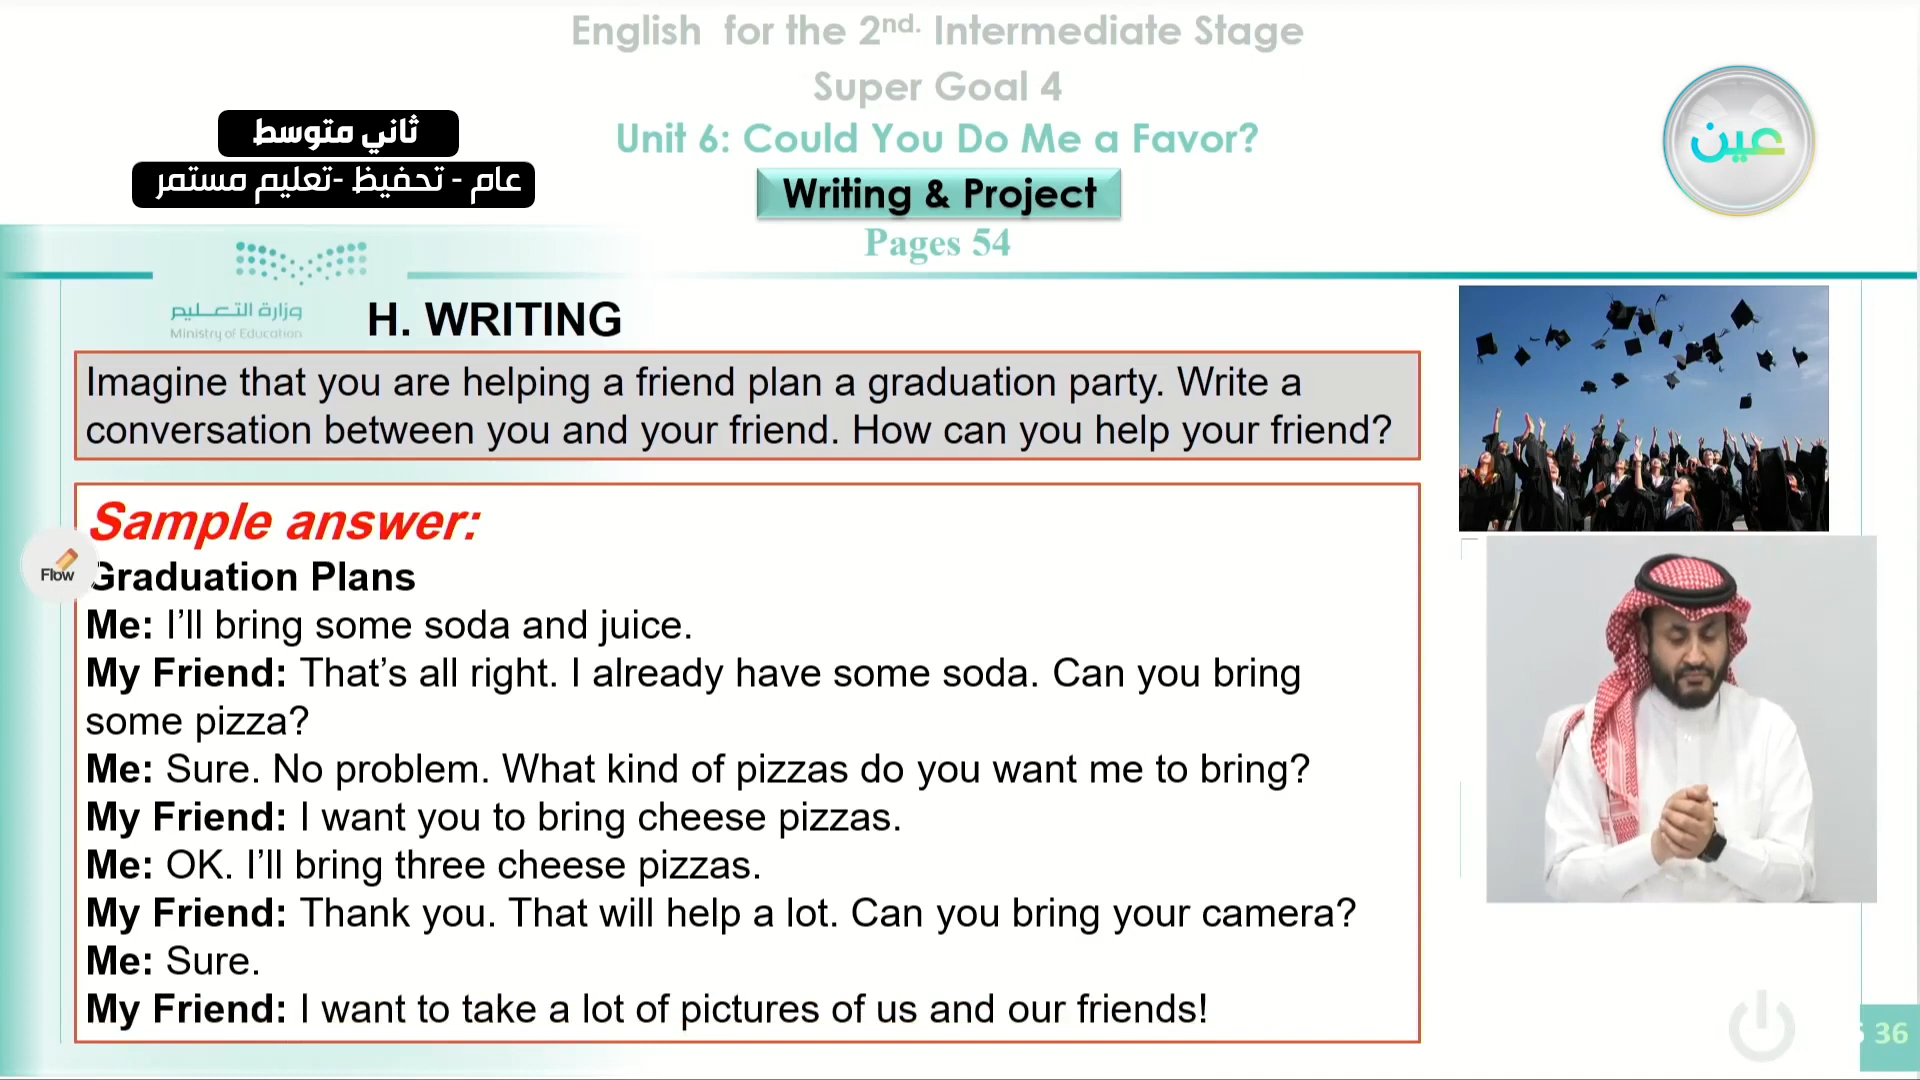 English for the 2nd. Intermediate Stage
Super Goal 4
Unit 6: Could You Do Me a Favor?
Writing & Project
Pages 54
ثاني متوسط
عام - تحفيظ -تعليم مستمر
عين
وزارة التعليم
Ministry of Education
H. WRITING
Imagine that you are helping a friend plan a graduation party. Write a
conversation between you and your friend. How can you help your friend?
Sample answer:
Flow
Graduation Plans
Me: I’ll bring some soda and juice.
My Friend: That’s all right. I already have some soda. Can you bring
some pizza?
Me: Sure. No problem. What kind of pizzas do you want me to bring?
My Friend: I want you to bring cheese pizzas.
Me: OK. I’ll bring three cheese pizzas.
My Friend: Thank you. That will help a lot. Can you bring your camera?
Me: Sure.
My Friend: I want to take a lot of pictures of us and our friends!
36